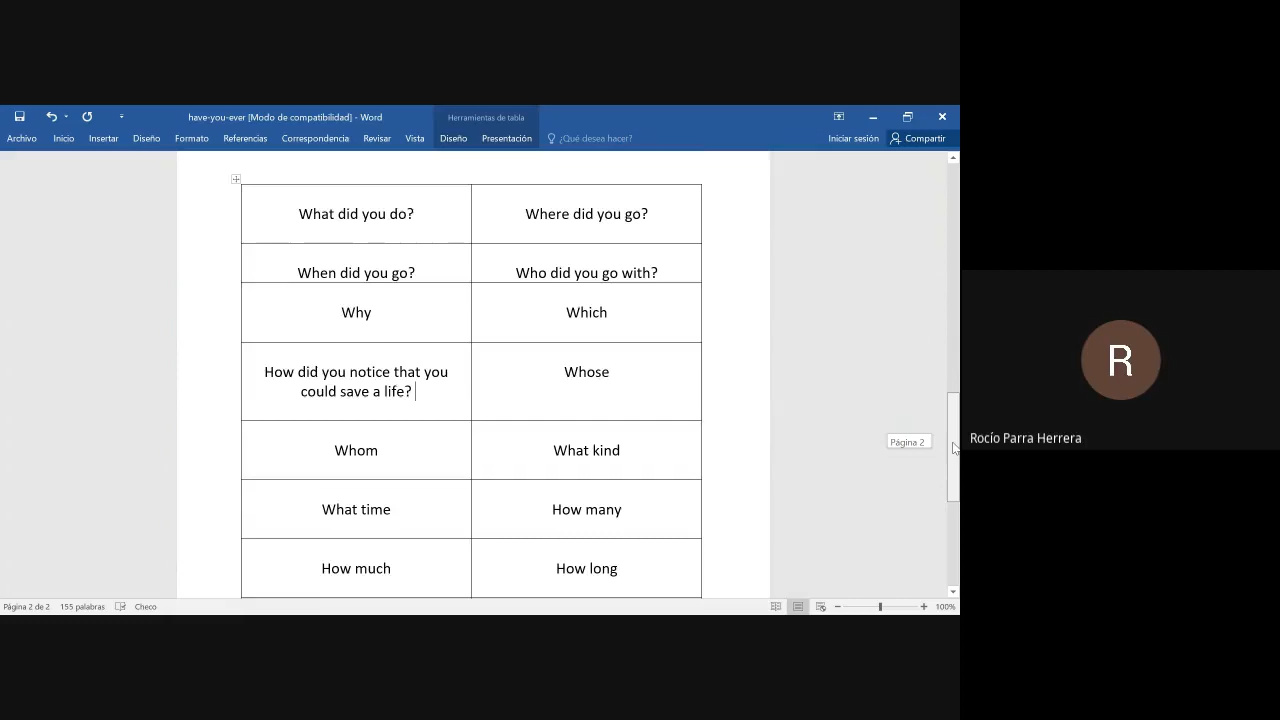 have-you-ever [Modo de compatibilidad] - Word
Herramientas de tabla
Archivo Inicio Insertar Diseño Formato Referencias Correspondencia Revisar Vista Diseño Presentación ¿Qué desea hacer? Iniciar sesión Compartir
What did you do? Where did you go?
When did you go? Who did you go with?
Why Which
How did you notice that you
could save a life? Whose
Whom What kind
What time How many
How much How long
Página 2
R
Rocío Parra Herrera
Página 2 de 2 155 palabras Checo 100%